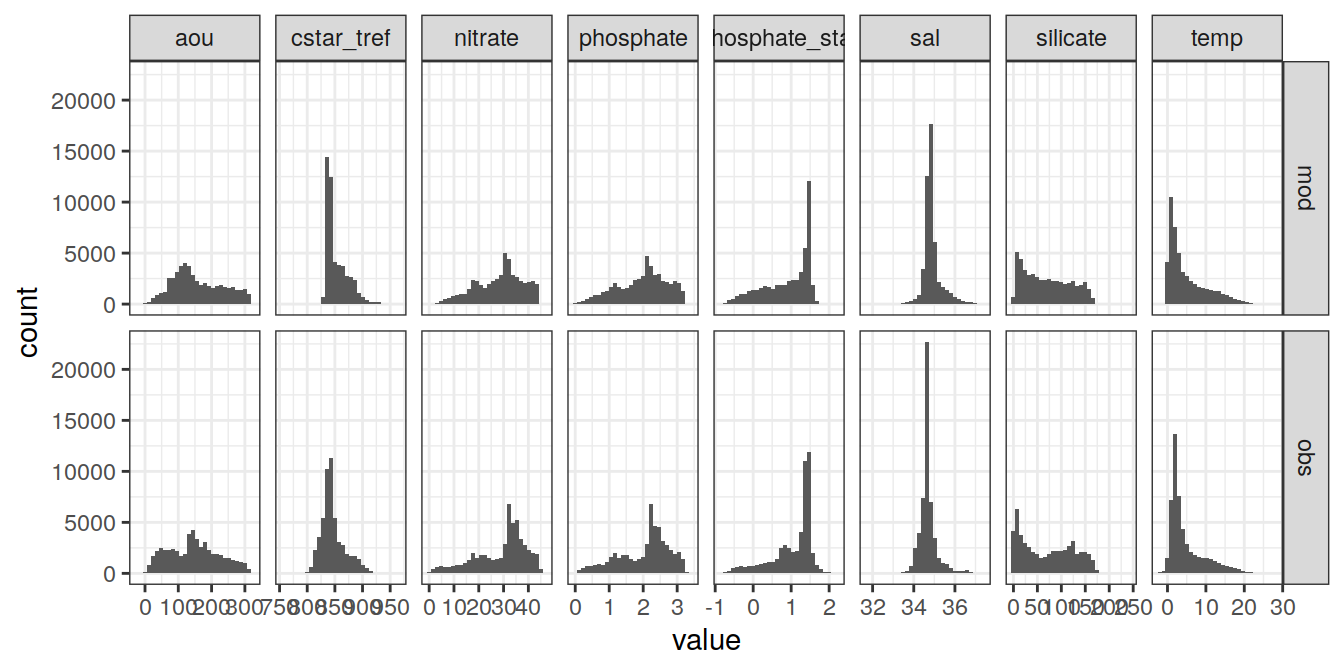 aou cstar_tref nitrate phosphate hosphate_sta sal silicate temp
20000
15000
10000
5000
0
mod
20000
15000
10000
5000
0
obs
count
0 100 200 300 750 800 850 900 950 0 10 20 30 40 0 1 2 3 -1 0 1 2 32 34 36 0 50 100 150 200 250 0 10 20 30
value